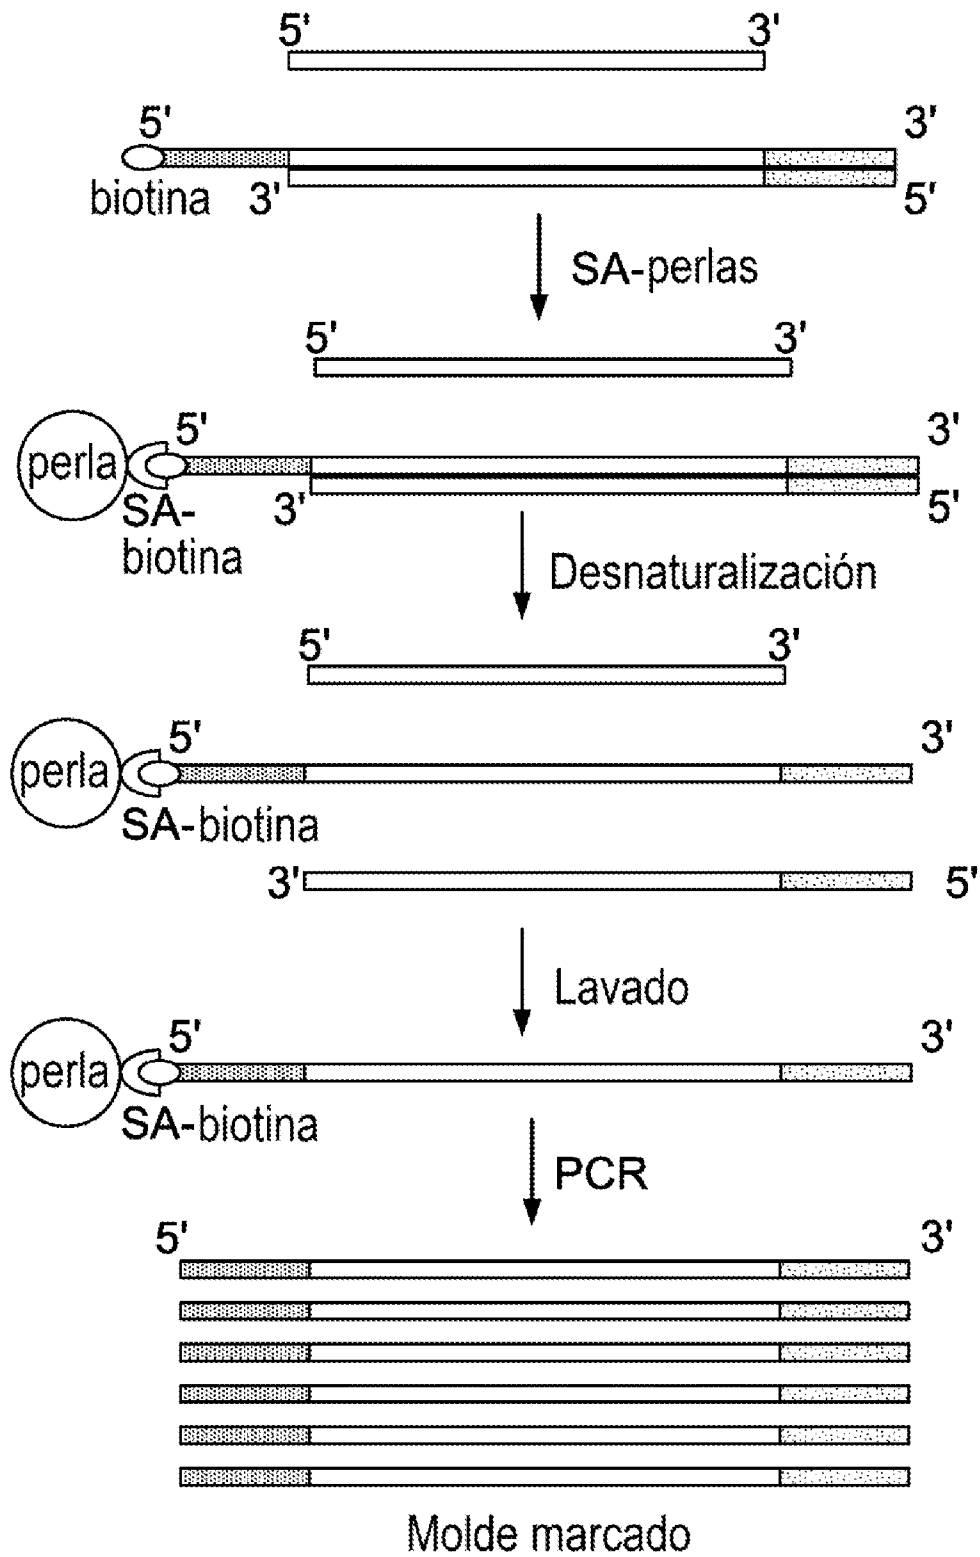 5' 3'
5' 3'
biotina 3' 5'
SA-perlas
5' 3'
5' 3'
perla
SA-
biotina
3' 5'
Desnaturalización
5' 3'
5' 3'
perla
SA-biotina
3' 5'
Lavado
5' 3'
perla
SA-biotina
PCR
5' 3'
Molde marcado